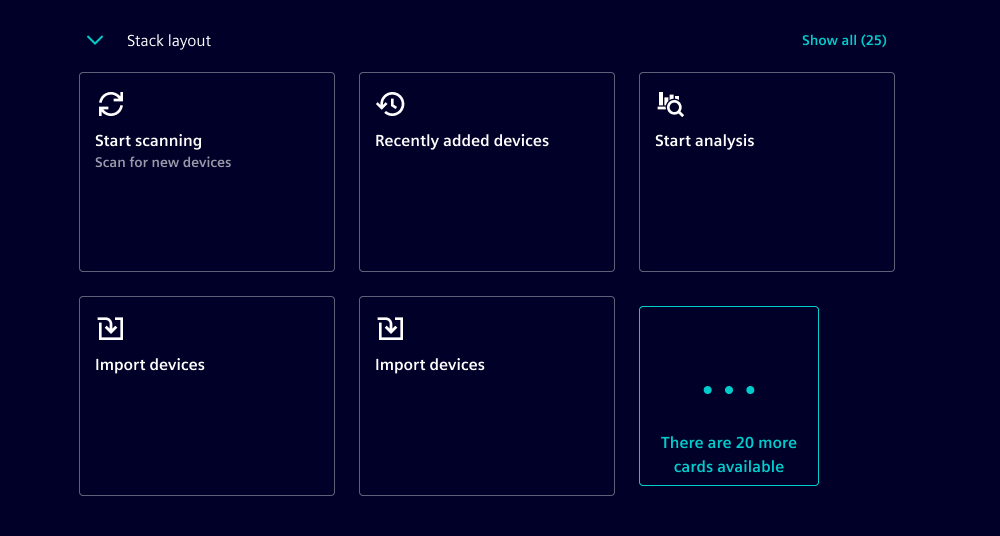 Stack layout
Show all (25)
Start scanning
Scan for new devices
Recently added devices
Start analysis
Import devices
Import devices
There are 20 more
cards available